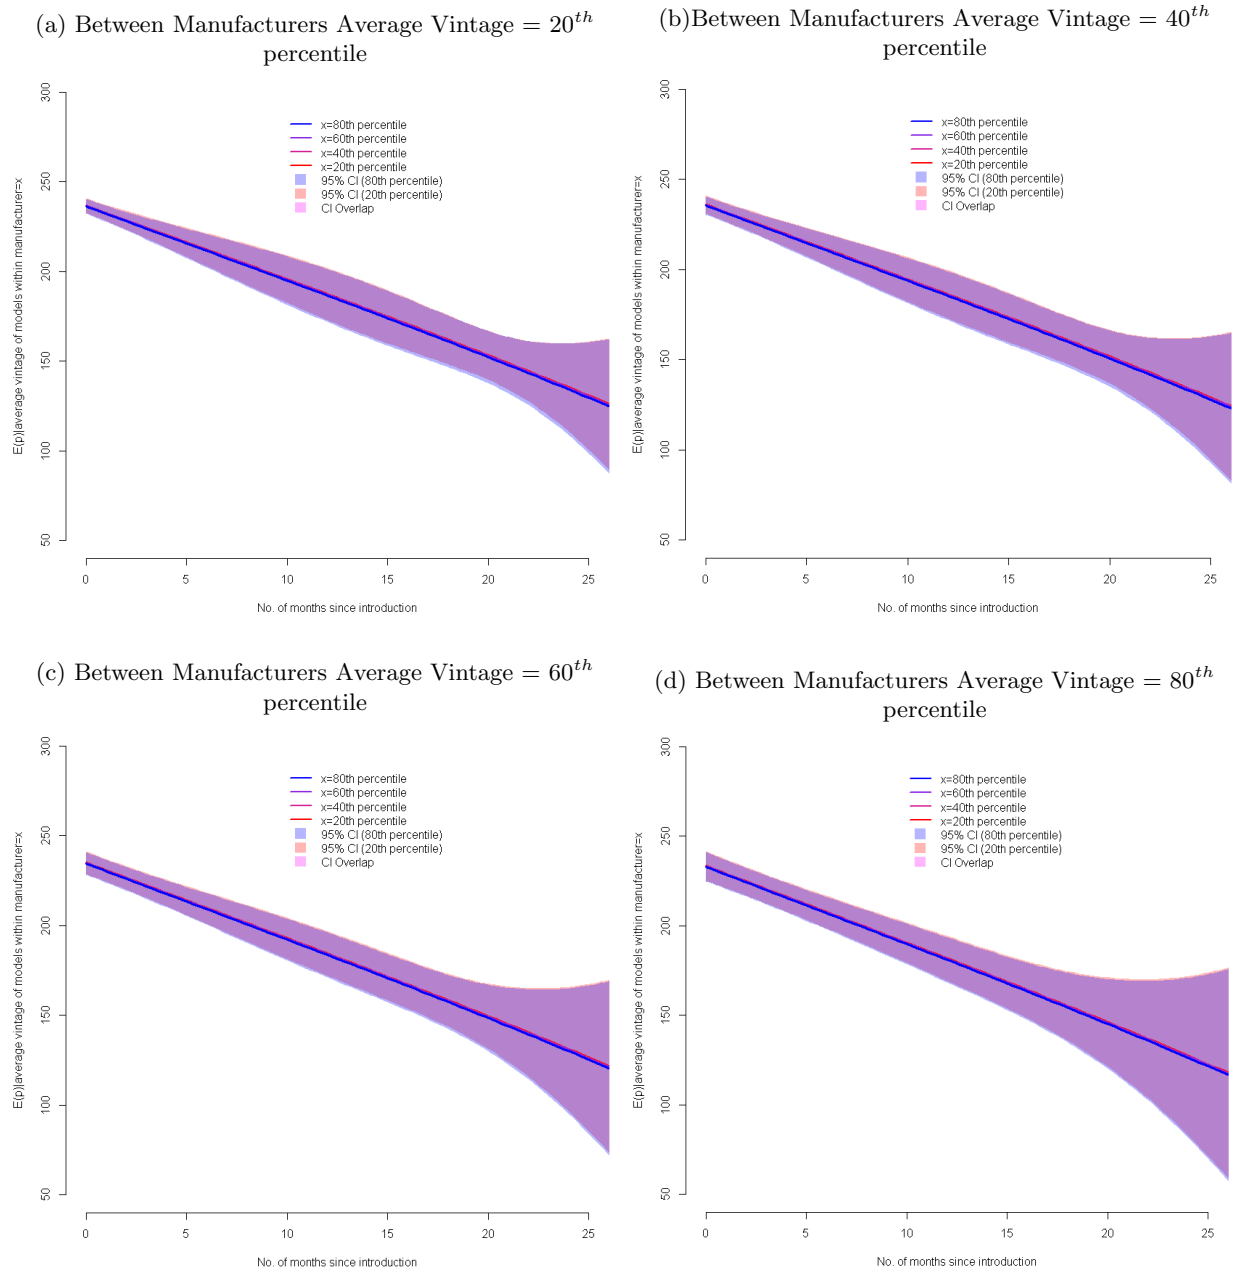 (a) Between Manufacturers Average Vintage = 20th
percentile
300
250
200
150
100
50
E(p)|average vintage of models within manufacturer=x
x=80th percentile
x=60th percentile
x=40th percentile
x=20th percentile
95% CI (80th percentile)
95% CI (20th percentile)
CI Overlap
0 5 10 15 20 25
No. of months since introduction
(b)Between Manufacturers Average Vintage = 40th
percentile
300
250
200
150
100
50
E(p)|average vintage of models within manufacturer=x
x=80th percentile
x=60th percentile
x=40th percentile
x=20th percentile
95% CI (80th percentile)
95% CI (20th percentile)
CI Overlap
0 5 10 15 20 25
No. of months since introduction
(c) Between Manufacturers Average Vintage = 60th
percentile
300
250
200
150
100
50
E(p)|average vintage of models within manufacturer=x
x=80th percentile
x=60th percentile
x=40th percentile
x=20th percentile
95% CI (80th percentile)
95% CI (20th percentile)
CI Overlap
0 5 10 15 20 25
No. of months since introduction
(d) Between Manufacturers Average Vintage = 80th
percentile
300
250
200
150
100
50
E(p)|average vintage of models within manufacturer=x
x=80th percentile
x=60th percentile
x=40th percentile
x=20th percentile
95% CI (80th percentile)
95% CI (20th percentile)
CI Overlap
0 5 10 15 20 25
No. of months since introduction